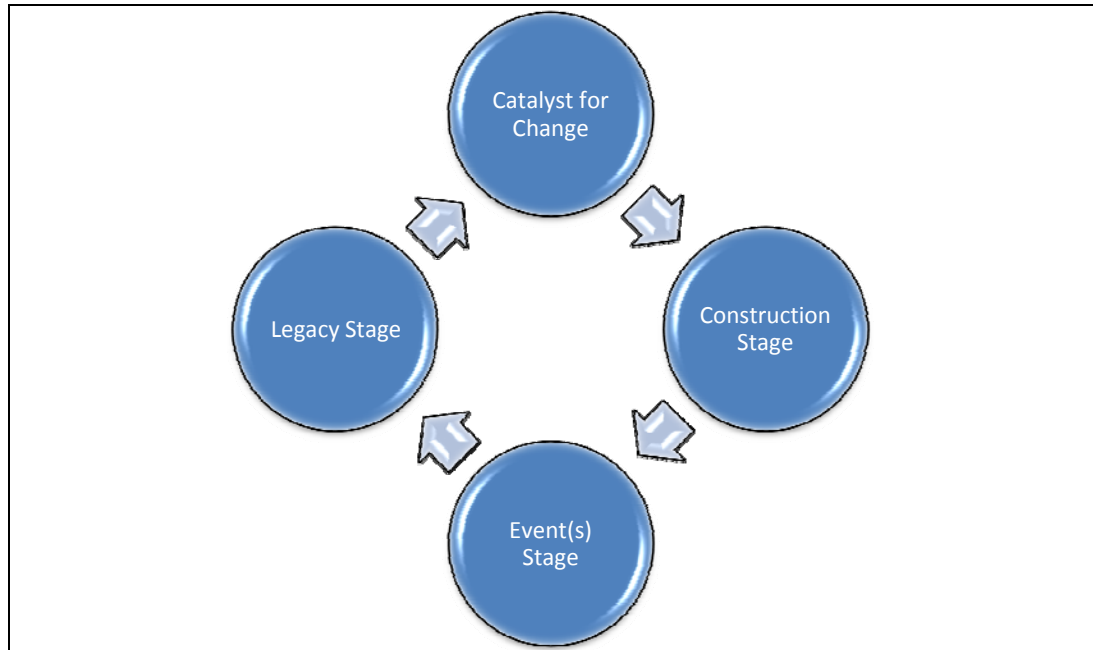 Catalyst for
Change
Construction
Stage
Event(s)
Stage
Legacy Stage